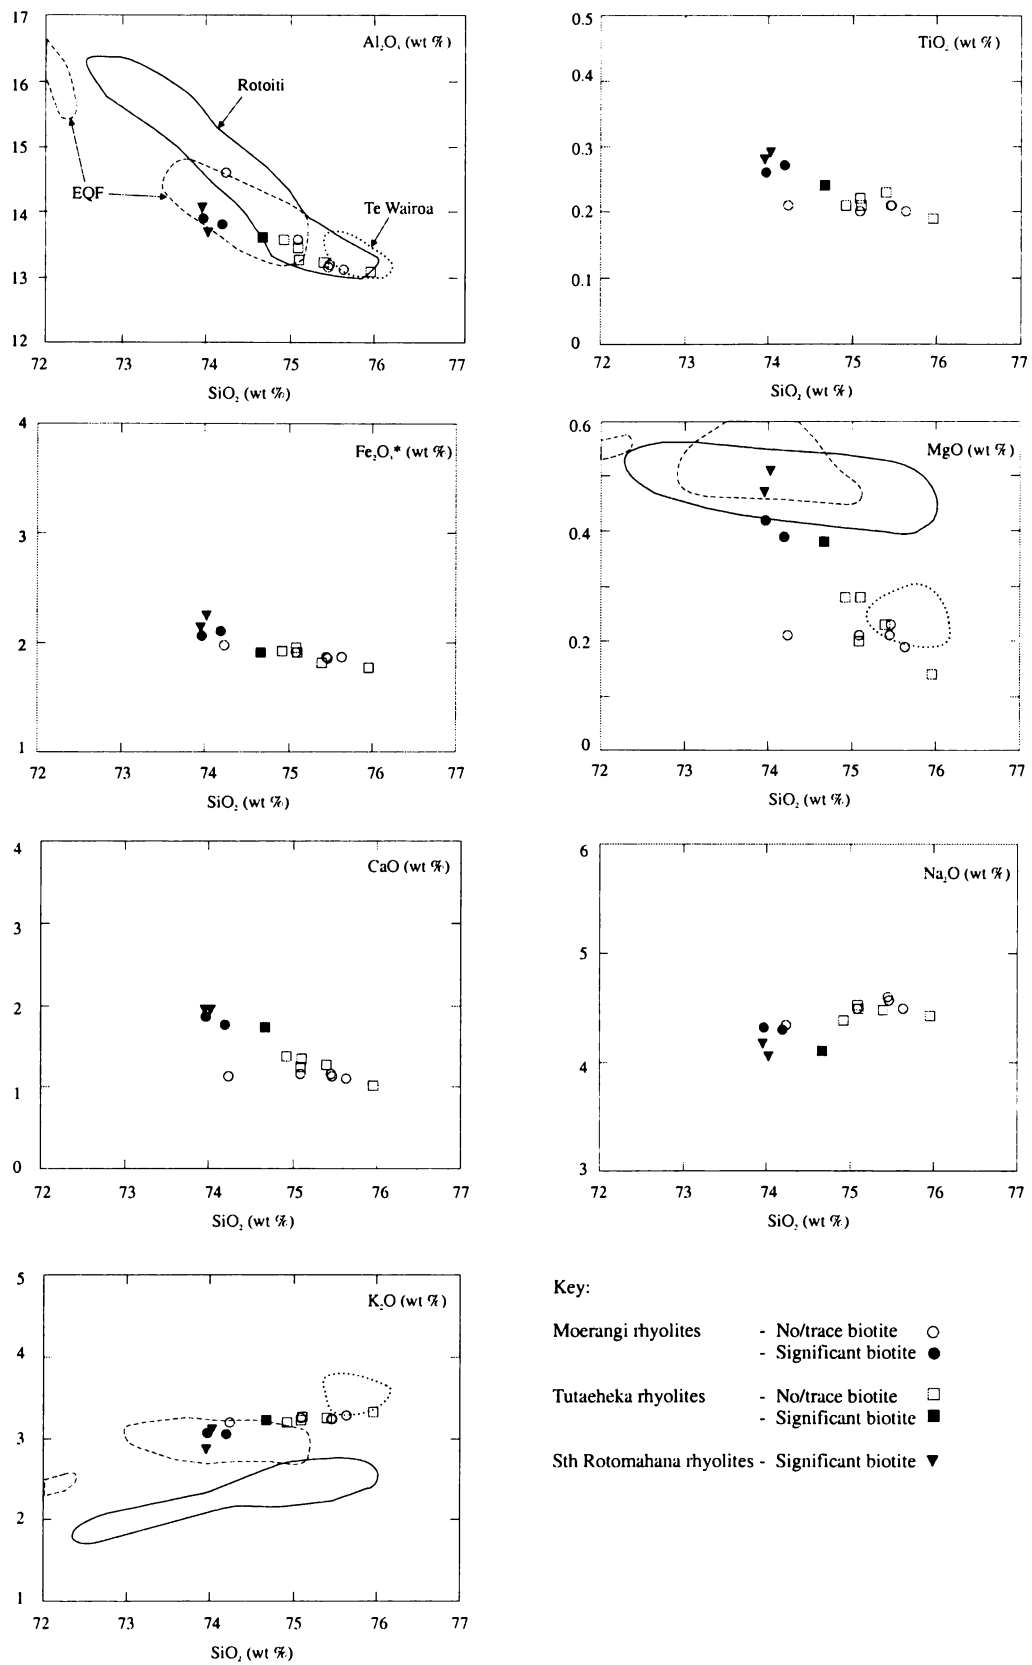 17
16
15
14
13
12
Al₂O₃ (wt %)
Rotoiti
EQF
Te Wairoa
72 73 74 75 76 77
SiO₂ (wt %)
0.5
0.4
0.3
0.2
0.1
0
TiO₂ (wt %)
72 73 74 75 76 77
SiO₂ (wt %)
4
3
2
1
Fe₂O₃* (wt %)
72 73 74 75 76 77
SiO₂ (wt %)
0.6
0.4
0.2
0
MgO (wt %)
72 73 74 75 76 77
SiO₂ (wt %)
4
3
2
1
0
CaO (wt %)
72 73 74 75 76 77
SiO₂ (wt %)
6
5
4
3
Na₂O (wt %)
72 73 74 75 76 77
SiO₂ (wt %)
5
4
3
2
1
K₂O (wt %)
72 73 74 75 76 77
SiO₂ (wt %)
Key:
Moerangi rhyolites - No/trace biotite
- Significant biotite
Tutaeheka rhyolites - No/trace biotite
- Significant biotite
Sth Rotomahana rhyolites - Significant biotite